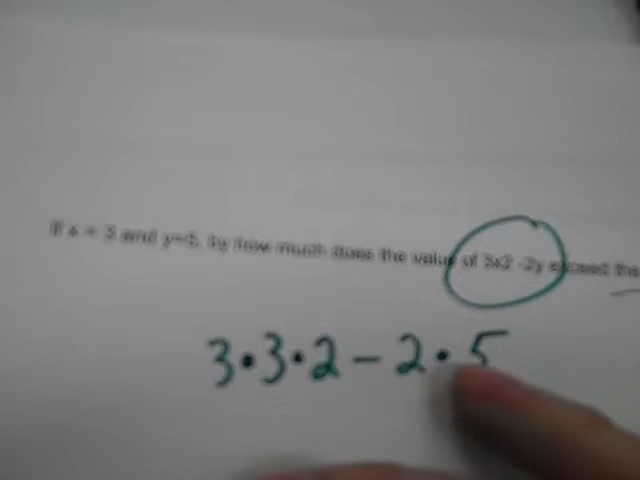 If x = 3 and y=5, by how much does the value of 3x2 -2y exceed the
3·3·2 - 2·5